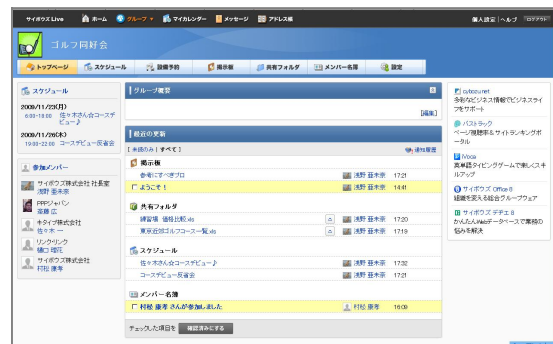 サイボウズLive ホーム グループ ▼ マイカレンダー メッセージ アドレス帳 個人設定 | ヘルプ ログアウト
ゴルフ同好会
トップページ スケジュール 設備予約 掲示板 共有フォルダ メンバー名簿 設定
スケジュール
2009/11/23(月)
6:00-18:00 佐々木さん☆コースデビュー♪
2009/11/26(木)
19:00-22:00 コースデビュー反省会
参加メンバー
サイボウズ株式会社 社長室
浅野 亜未奈
PPPジャパン
斎藤 広
キタイプ株式会社
佐々木 一
リンクリンク
樋口 理花
サイボウズ株式会社
村松 康孝
グループ概要
[編集]
最近の更新
[ 未読のみ | すべて ] 通知履歴
掲示板
参考にすべきブロ 浅野 亜未奈 17:21
ようこそ! 浅野 亜未奈 14:41
共有フォルダ
練習場 価格比較.xls 浅野 亜未奈 17:20
東京近郊ゴルフコース一覧.xls 浅野 亜未奈 17:19
スケジュール
佐々木さん☆コースデビュー♪ 浅野 亜未奈 17:32
コースデビュー反省会 浅野 亜未奈 17:21
メンバー名簿
村松 康孝 さんが参加しました 村松 康孝 16:09
チェックした項目を 確認済みにする
cybozu.net
多彩なビジネス情報でビジネスライフをサポート
パストラック
ページ視聴率&サイトランキングポータル
iVoca
英単語タイピングゲームで楽しくスキルアップ
サイボウズ Office 8
組織を変える総合グループウェア
サイボウズ デヂエ 8
かんたんWebデータベースで業務の悩みを解決